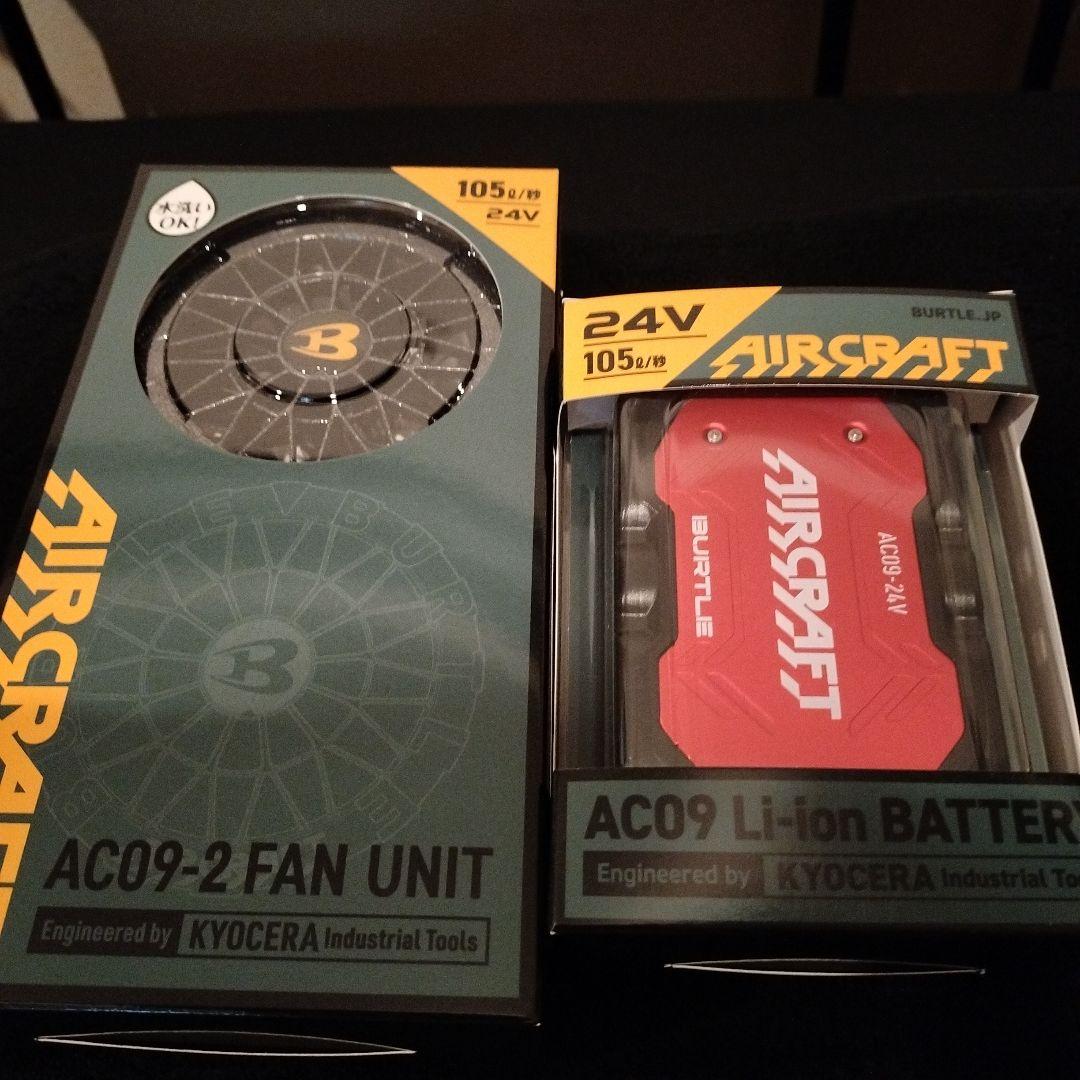 水洗い
OK!
105ℓ/秒
24V
B
AIRCRAFT
BURTLE
B
AC09-2 FAN UNIT
Engineered by KYOCERA Industrial Tools
24V
105ℓ/秒
BURTLE.JP
AIRCRAFT
AIRCRAFT
BURTLE
AC09-24V
AC09 Li-ion BATTERY
Engineered by KYOCERA Industrial Too